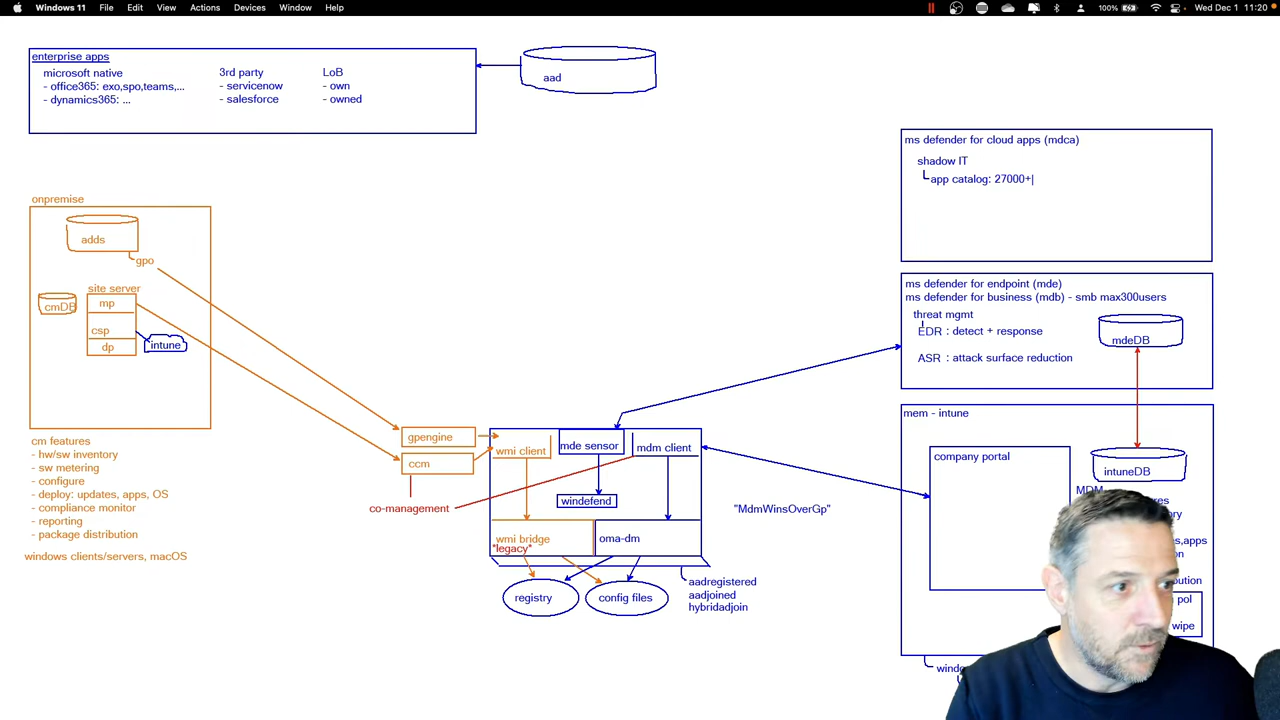 Windows 11 File Edit View Actions Devices Window Help
100% Wed Dec 1 11:20
enterprise apps
microsoft native
- office365: exo,spo,teams,...
- dynamics365: ...
3rd party
- servicenow
- salesforce
LoB
- own
- owned
aad
ms defender for cloud apps (mdca)
shadow IT
app catalog: 27000+
onpremise
adds
gpo
site server
cmDB
mp
csp
dp
intune
cm features
- hw/sw inventory
- sw metering
- configure
- deploy: updates, apps, OS
- compliance monitor
- reporting
- package distribution
windows clients/servers, macOS
gpengine
ccm
co-management
wmi client
mde sensor
mdm client
windefend
wmi bridge
*legacy*
oma-dm
registry
config files
"MdmWinsOverGp"
aadregistered
aadjoined
hybridadjoin
ms defender for endpoint (mde)
ms defender for business (mdb) - smb max300users
threat mgmt
EDR : detect + response
ASR : attack surface reduction
mdeDB
mem - intune
company portal
intuneDB
MDM
pol
wipe